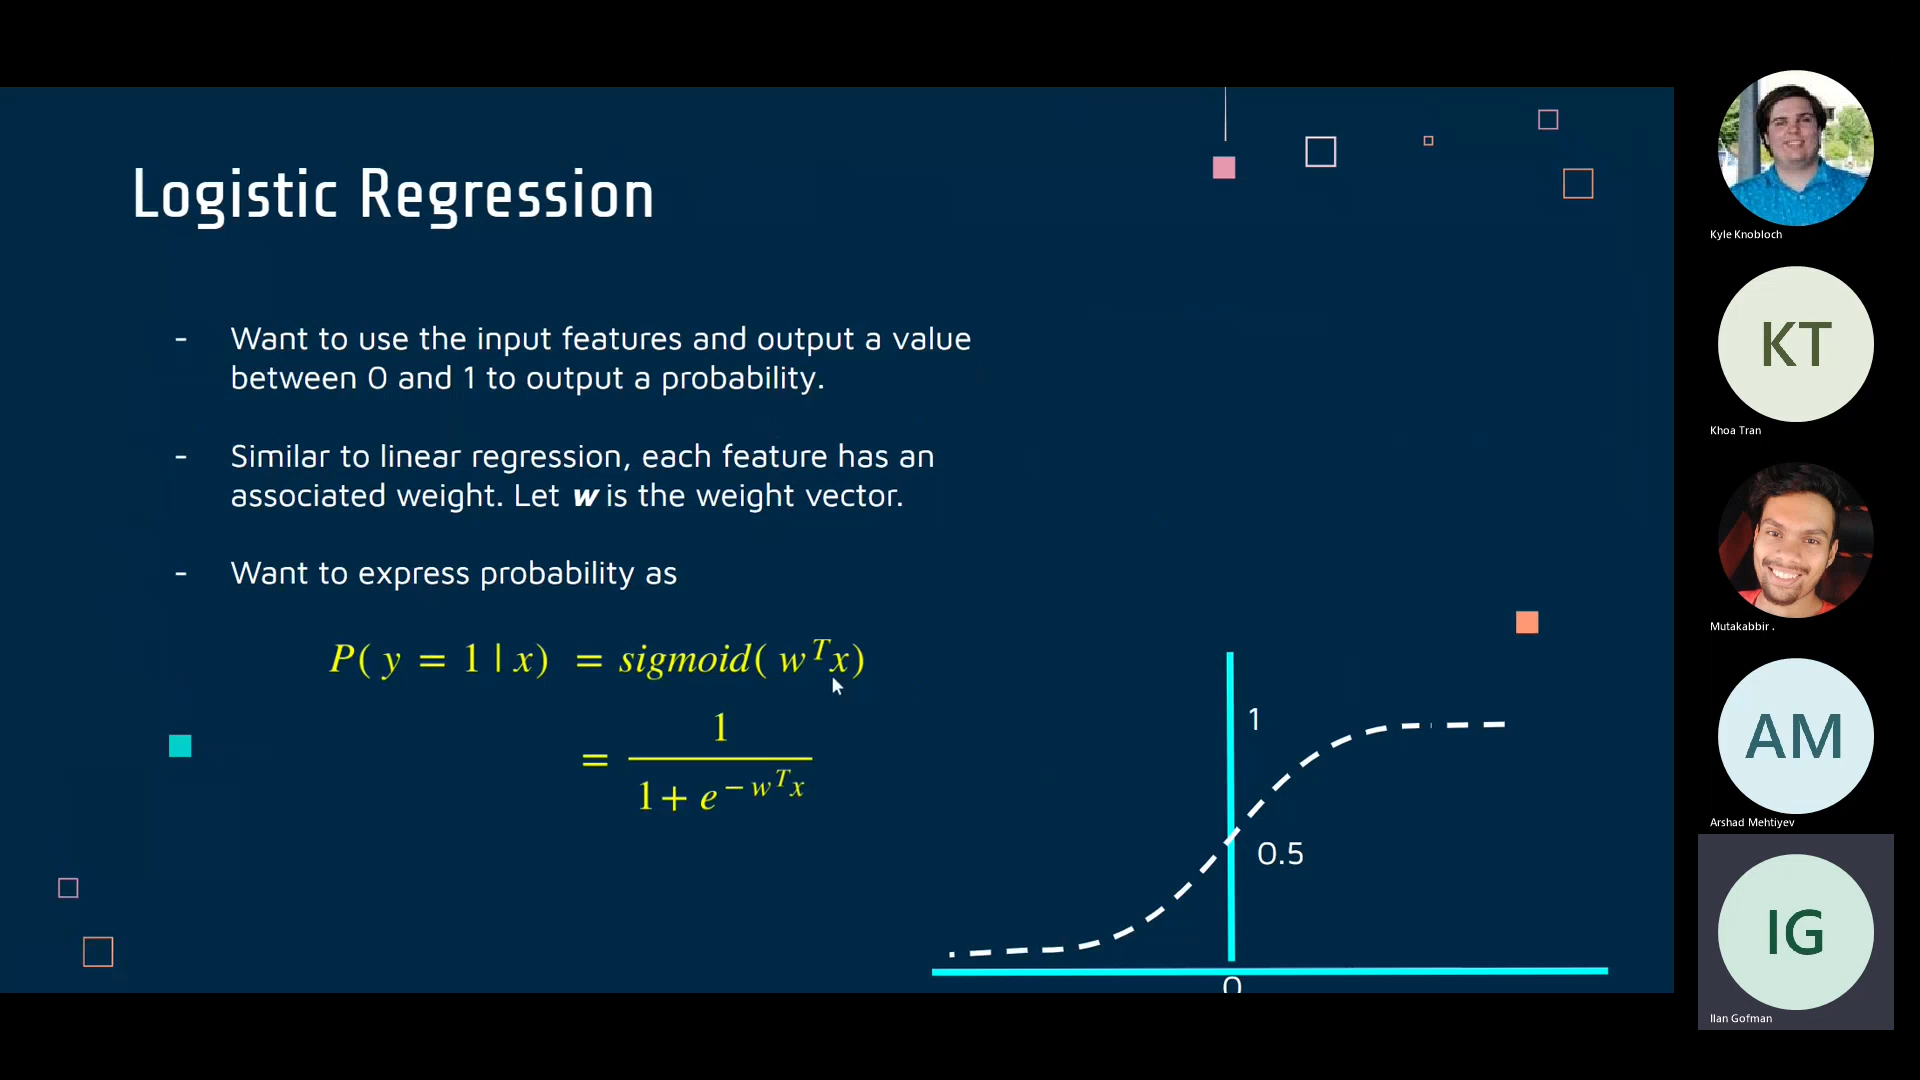 Logistic Regression
- Want to use the input features and output a value
between 0 and 1 to output a probability.
- Similar to linear regression, each feature has an
associated weight. Let w is the weight vector.
- Want to express probability as
P( y = 1 | x) = sigmoid( w^T x)
= 1 / (1 + e^{-w^T x})
1
0.5
0
Kyle Knobloch
KT
Khoa Tran
Mutakabbir .
AM
Arshad Mehtiyev
IG
Ilan Gofman